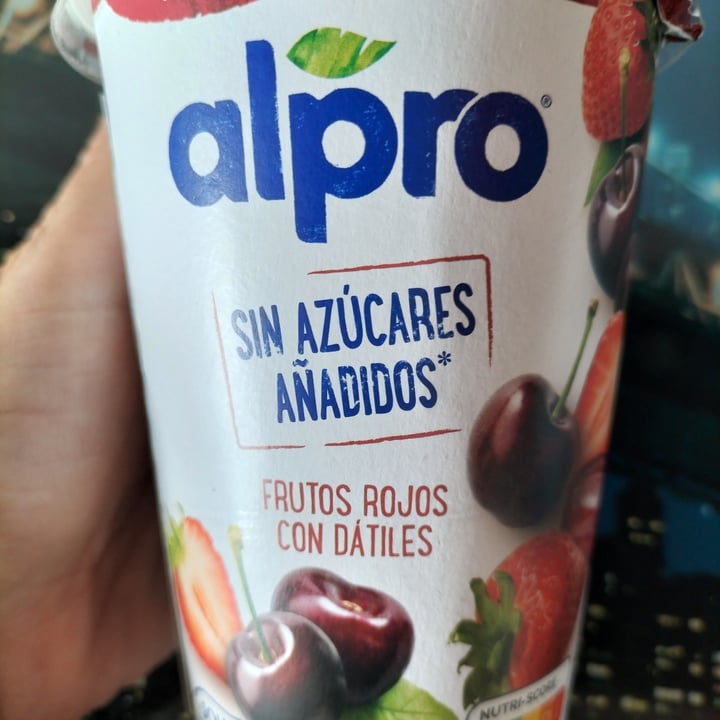 alpro®
SIN AZÚCARES
AÑADIDOS*
FRUTOS ROJOS
CON DÁTILES
NUTRI-SCORE